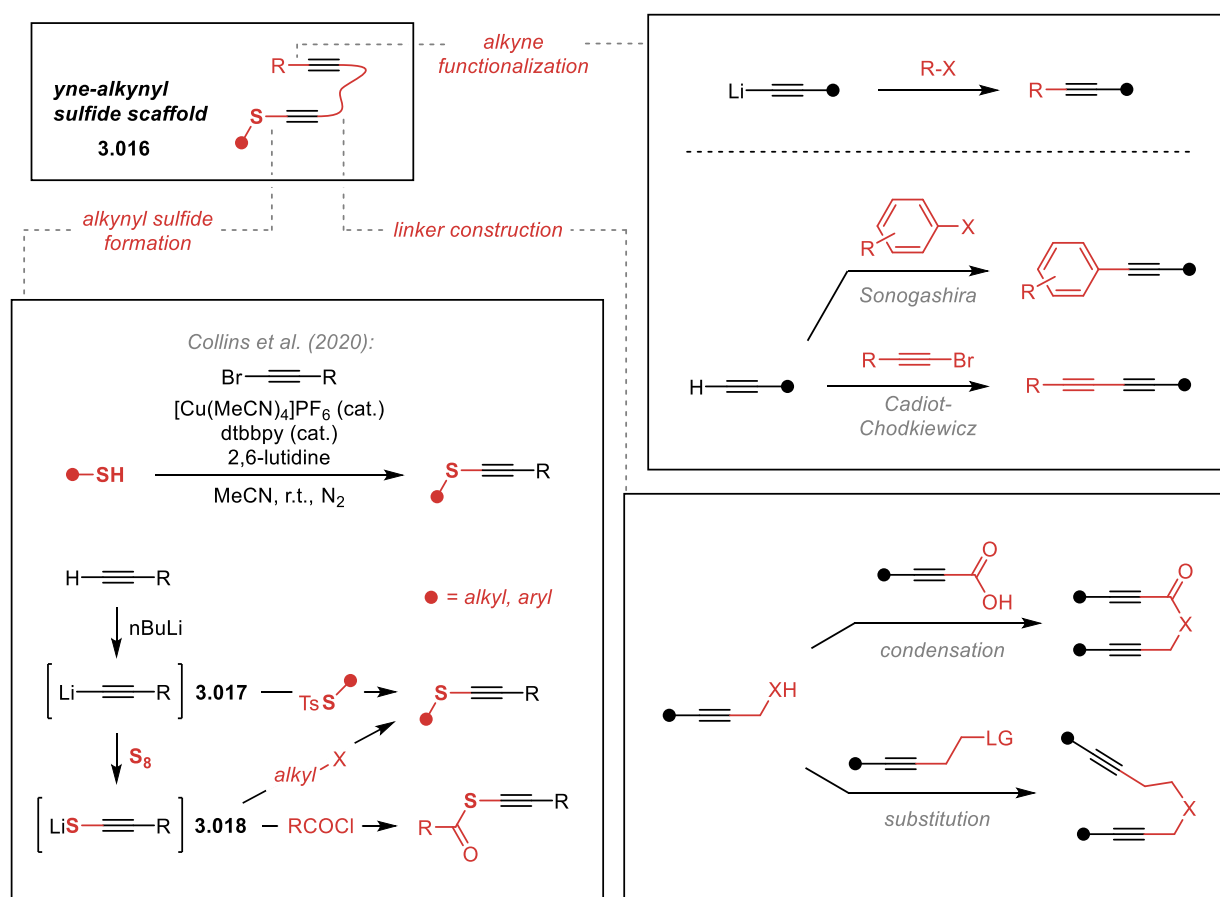 yne-alkynyl
sulfide scaffold
3.016
R
S
alkyne
functionalization
alkynyl sulfide
formation
linker construction
Li
R-X
R
X
R
Sonogashira
R
H
R
Br
Cadiot-
Chodkiewicz
R
Collins et al. (2020):
Br
R
[Cu(MeCN)4]PF6 (cat.)
dtbbpy (cat.)
2,6-lutidine
SH
MeCN, r.t., N2
S
R
H
R
= alkyl, aryl
nBuLi
Li
R
3.017
TsS
S
R
S8
alkyl
X
LiS
R
3.018
RCOCl
S
R
R
O
O
OH
condensation
O
X
XH
LG
substitution
X